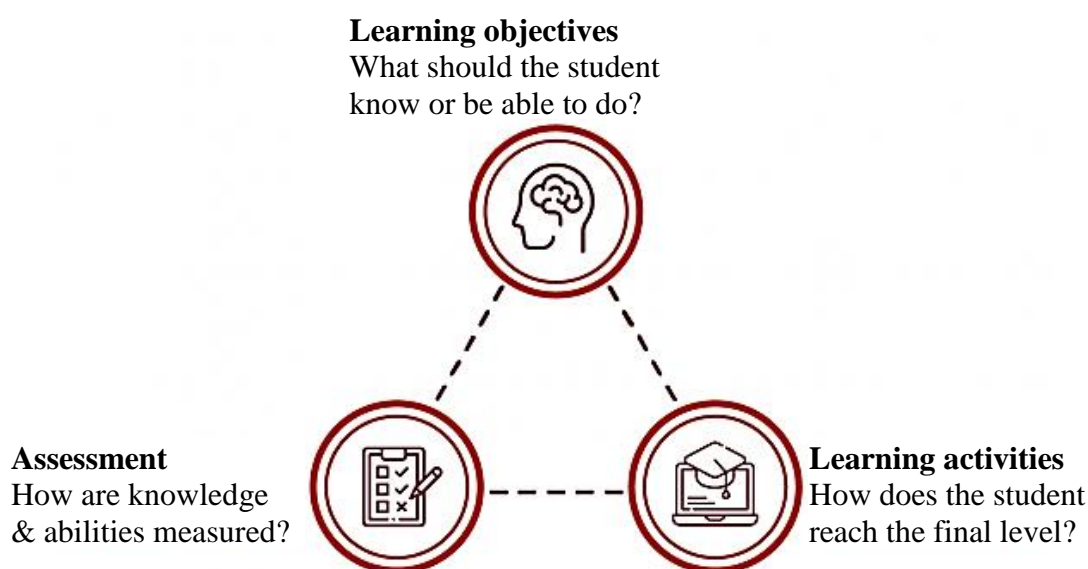 Learning objectives
What should the student
know or be able to do?
Assessment
How are knowledge
& abilities measured?
Learning activities
How does the student
reach the final level?